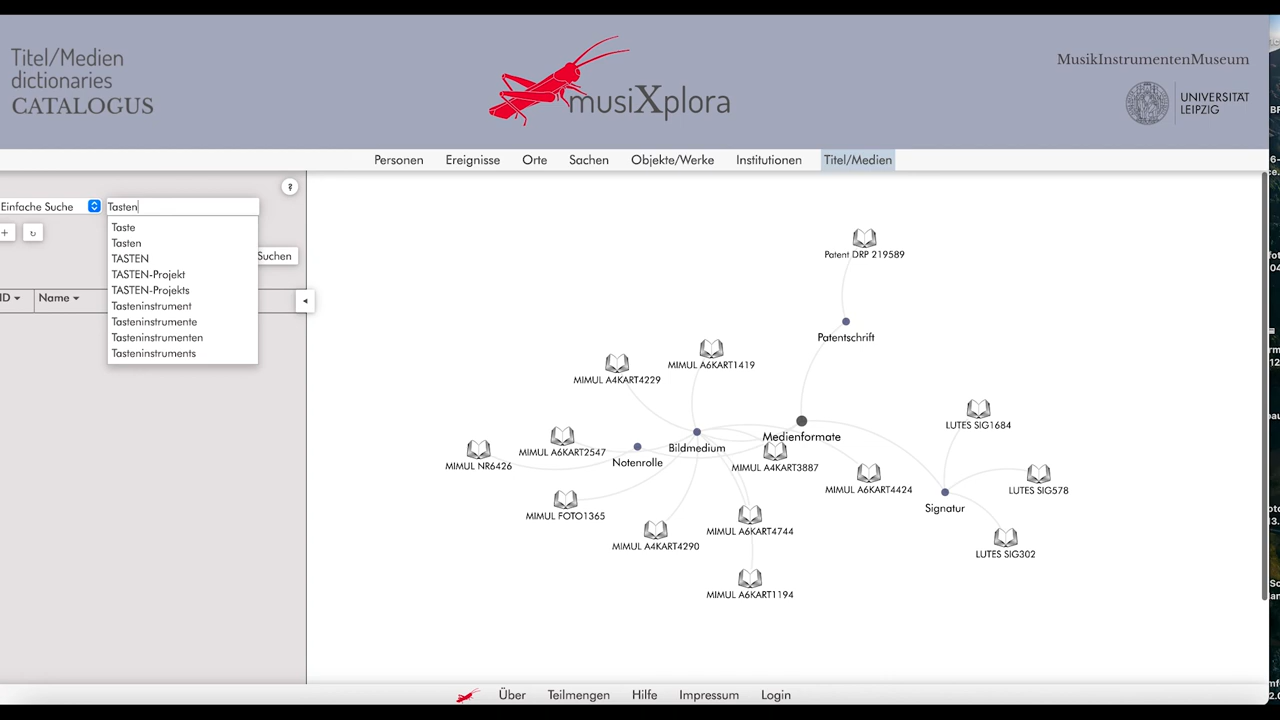 Titel/Medien
dictionaries
CATALOGUS
musiXplora
MusikInstrumentenMuseum
UNIVERSITÄT
LEIPZIG
Personen Ereignisse Orte Sachen Objekte/Werke Institutionen Titel/Medien
?
Einfache Suche Tasten
Taste
Tasten
TASTEN
TASTEN-Projekt
TASTEN-Projekts
Tasteninstrument
Tasteninstrumente
Tasteninstrumenten
Tasteninstruments
Suchen
ID Name
Patent DRP 219589
Patentschrift
MIMUL A6KART1419
MIMUL A4KART4229
LUTES SIG1684
Medienformate
Bildmedium
MIMUL A6KART2547
Notenrolle
MIMUL NR6426
MIMUL A4KART3887
MIMUL A6KART4424
LUTES SIG578
Signatur
MIMUL FOTO1365
MIMUL A6KART4744
MIMUL A4KART4290
LUTES SIG302
MIMUL A6KART1194
Über Teilmengen Hilfe Impressum Login